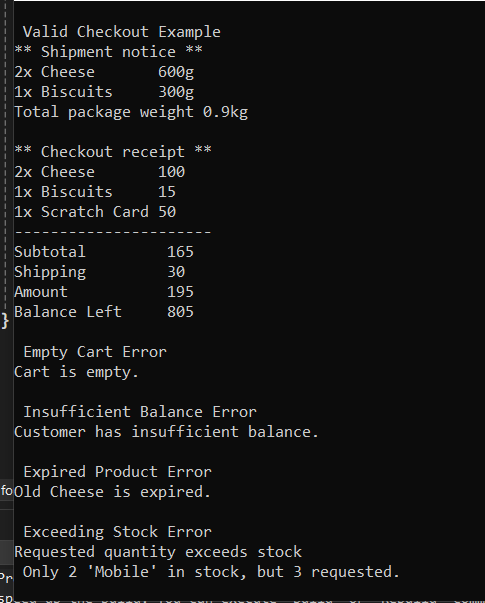 Valid Checkout Example
** Shipment notice **
2x Cheese 600g
1x Biscuits 300g
Total package weight 0.9kg
** Checkout receipt **
2x Cheese 100
1x Biscuits 15
1x Scratch Card 50
----------------------
Subtotal 165
Shipping 30
Amount 195
Balance Left 805
}
Empty Cart Error
Cart is empty.
Insufficient Balance Error
Customer has insufficient balance.
Expired Product Error
fo
Old Cheese is expired.
Exceeding Stock Error
Requested quantity exceeds stock
Only 2 'Mobile' in stock, but 3 requested.
Pr